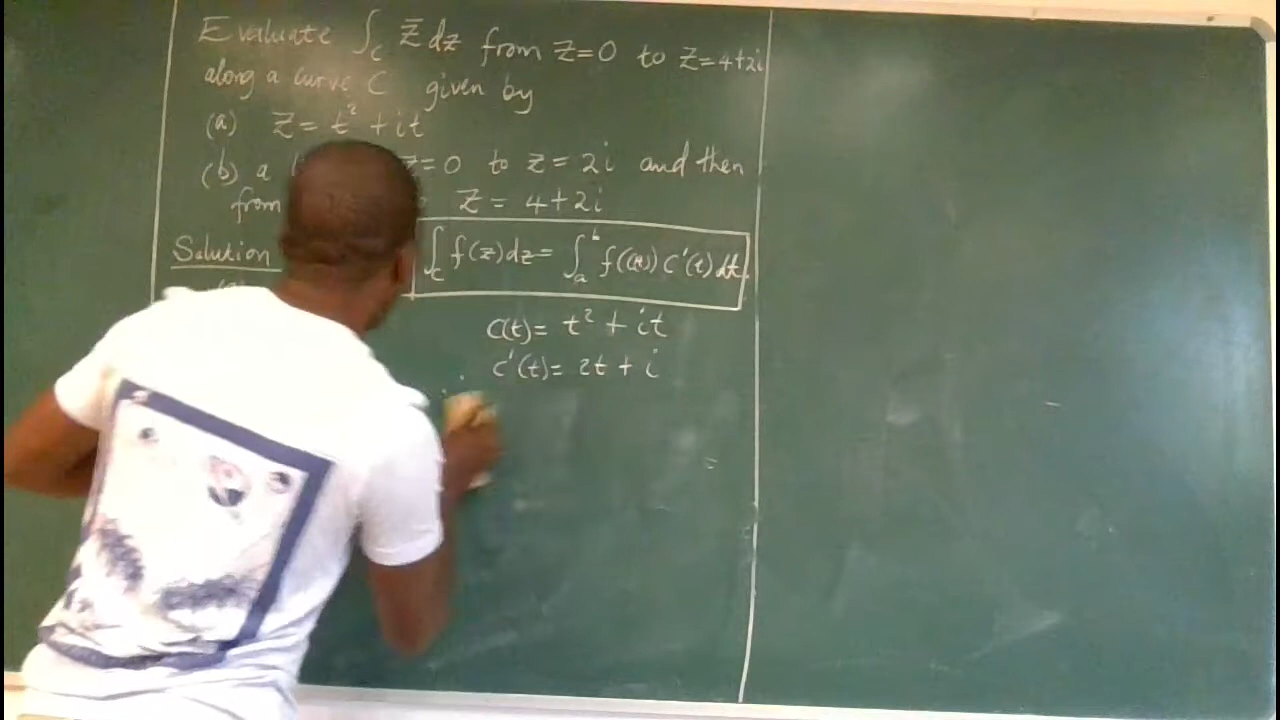 Evaluate ∫_C z̄ dz from z=0 to z=4+2i
along a curve C given by
(a) z = t² + it
(b) a z=0 to z = 2i and then
from z = 4+2i
Solution
∫_C f(z)dz = ∫_a^b f(c(t)) c'(t) dt
c(t) = t² + it
c'(t) = 2t + i
=